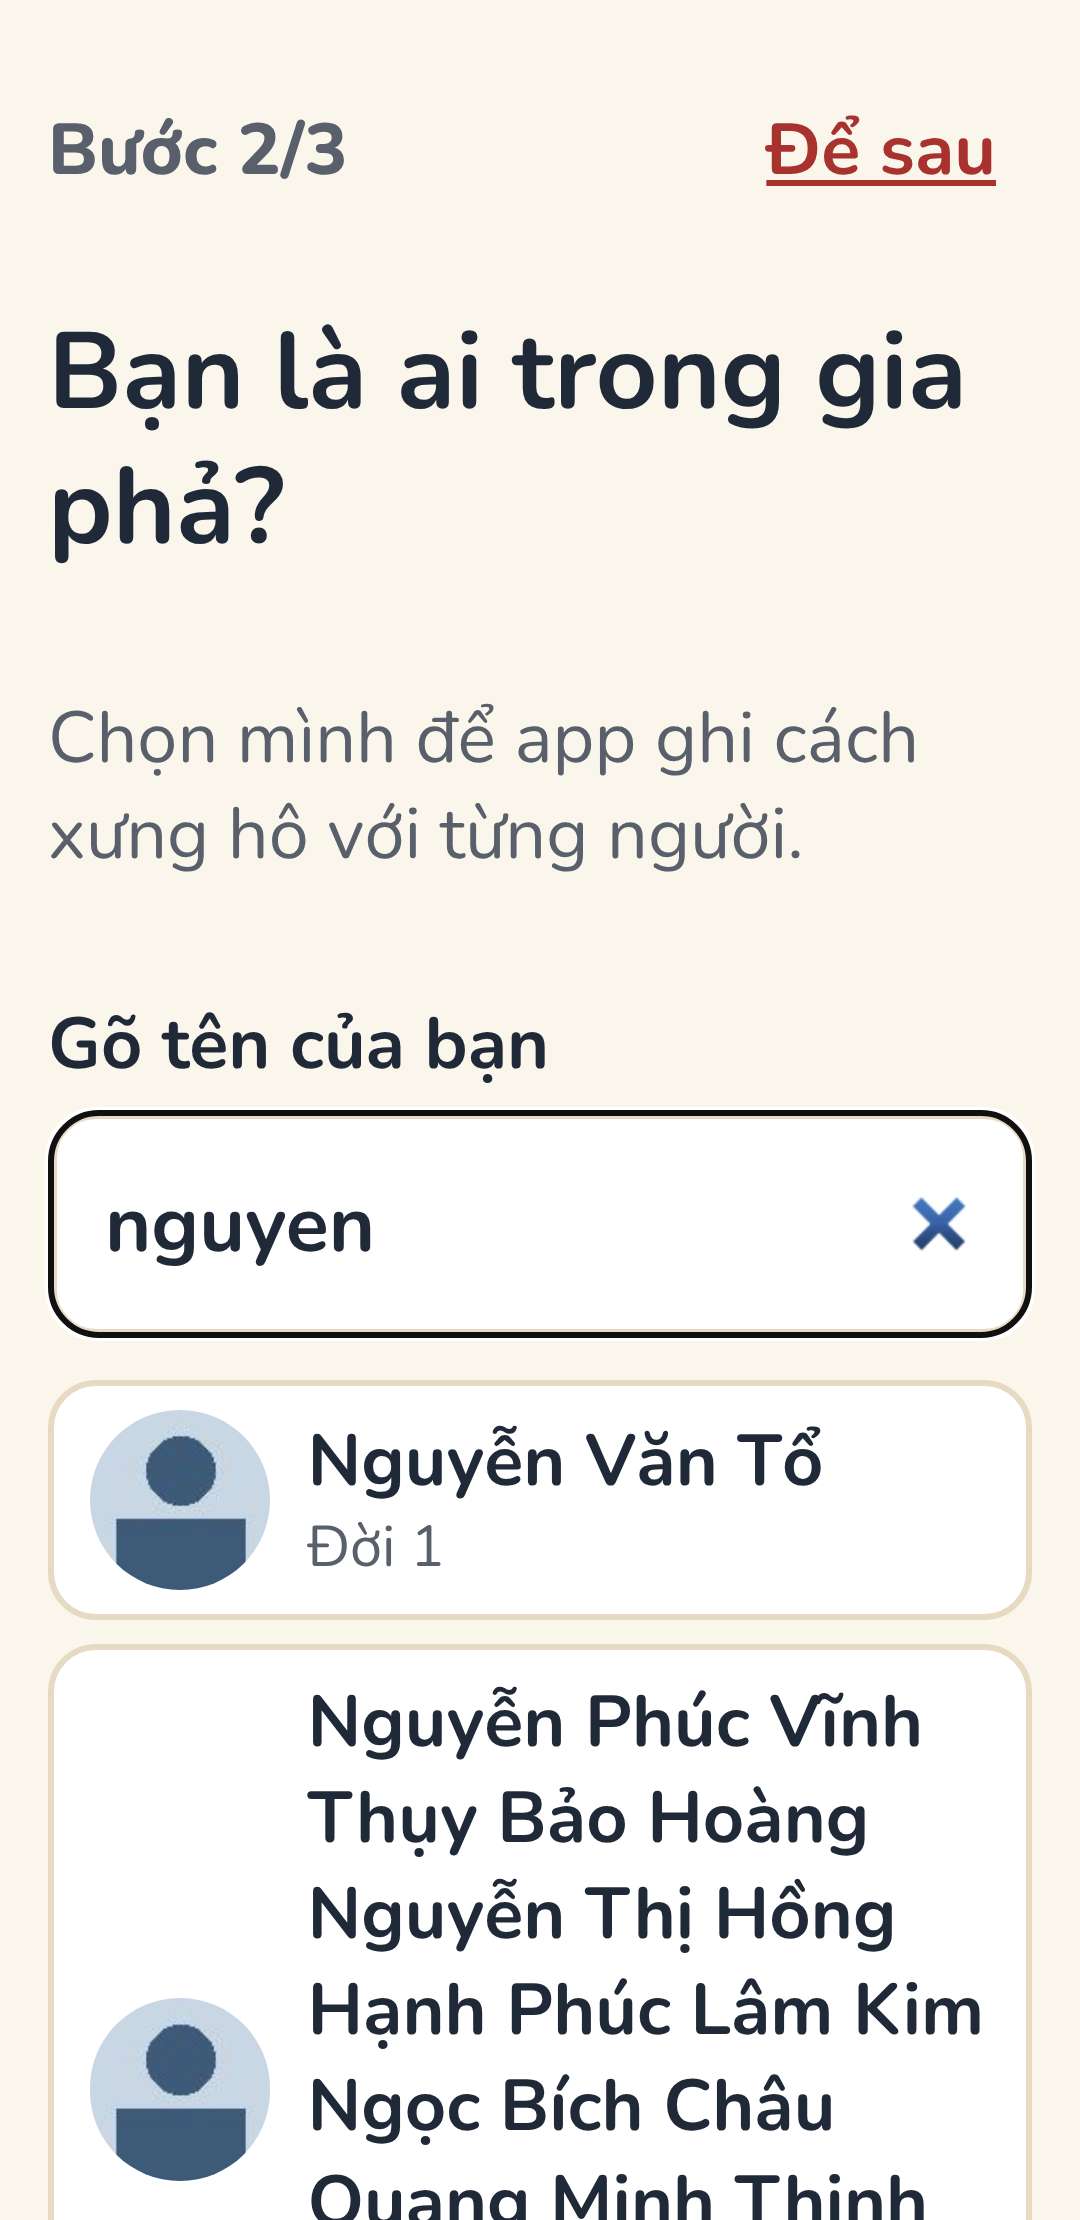 Bước 2/3
Để sau
Bạn là ai trong gia
phả?
Chọn mình để app ghi cách
xưng hô với từng người.
Gõ tên của bạn
nguyen
Nguyễn Văn Tổ
Đời 1
Nguyễn Phúc Vĩnh
Thụy Bảo Hoàng
Nguyễn Thị Hồng
Hạnh Phúc Lâm Kim
Ngọc Bích Châu
Quang Minh